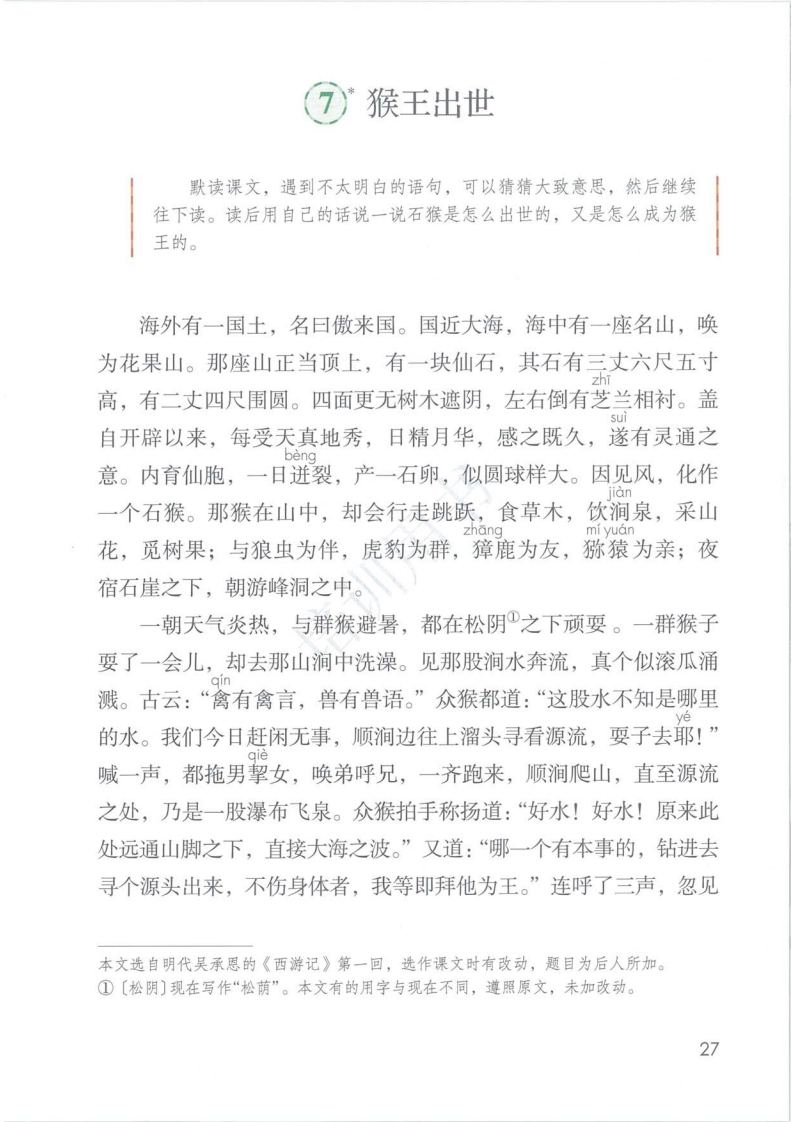 7* 猴王出世
默读课文，遇到不太明白的语句，可以猜猜大致意思，然后继续
往下读。读后用自己的话说一说石猴是怎么出世的，又是怎么成为猴
王的。
海外有一国土，名曰傲来国。国近大海，海中有一座名山，唤
为花果山。那座山正当顶上，有一块仙石，其石有三丈六尺五寸
zhī
高，有二丈四尺围圆。四面更无树木遮阴，左右倒有芝兰相衬。盖
suì
自开辟以来，每受天真地秀，日精月华，感之既久，遂有灵通之
bèng
意。内育仙胞，一日迸裂，产一石卵，似圆球样大。因见风，化作
jiàn
一个石猴。那猴在山中，却会行走跳跃，食草木，饮涧泉，采山
zhāng mí yuán
花，觅树果；与狼虫为伴，虎豹为群，獐鹿为友，猕猿为亲；夜
宿石崖之下，朝游峰洞之中。
一朝天气炎热，与群猴避暑，都在松阴①之下顽耍。一群猴子
耍了一会儿，却去那山涧中洗澡。见那股涧水奔流，真个似滚瓜涌
qín
溅。古云：“禽有禽言，兽有兽语。”众猴都道：“这股水不知是哪里
yé
的水。我们今日赶闲无事，顺涧边往上溜头寻看源流，耍子去耶！”
qiè
喊一声，都拖男挈女，唤弟呼兄，一齐跑来，顺涧爬山，直至源流
之处，乃是一股瀑布飞泉。众猴拍手称扬道：“好水！好水！原来此
处远通山脚之下，直接大海之波。”又道：“哪一个有本事的，钻进去
寻个源头出来，不伤身体者，我等即拜他为王。”连呼了三声，忽见
本文选自明代吴承恩的《西游记》第一回，选作课文时有改动，题目为后人所加。
①〔松阴〕现在写作“松荫”。本文有的用字与现在不同，遵照原文，未加改动。
27